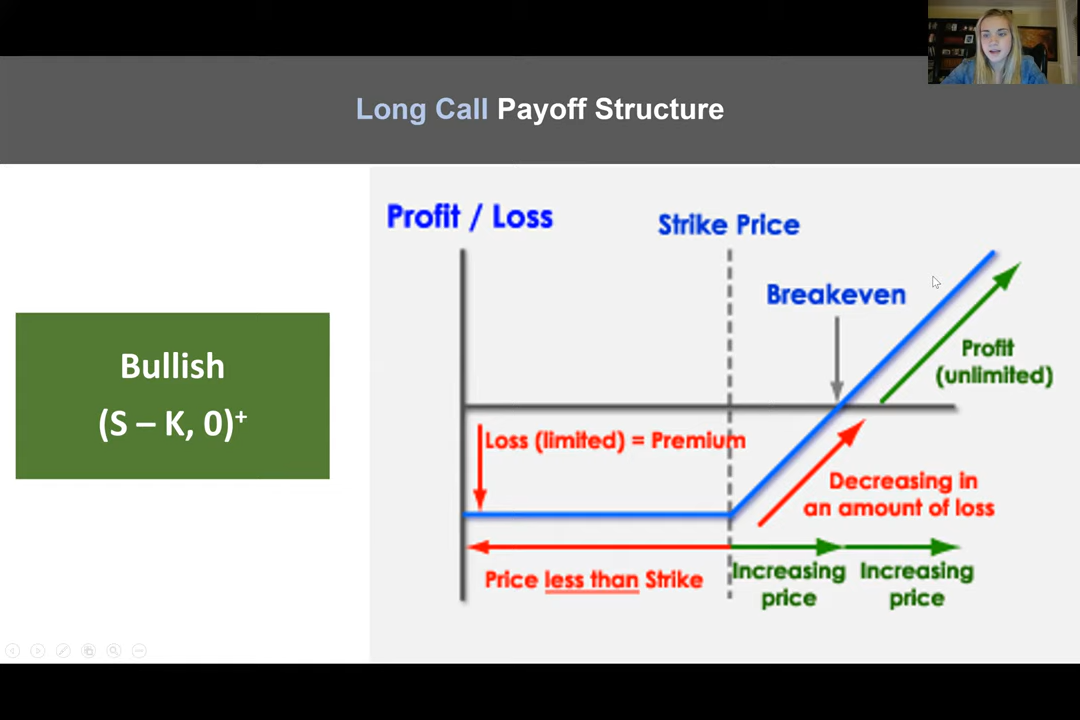 Long Call Payoff Structure
Profit / Loss
Strike Price
Breakeven
Bullish
(S – K, 0)⁺
Profit
(unlimited)
Loss (limited) = Premium
Decreasing in
an amount of loss
Price less than Strike
Increasing
price
Increasing
price